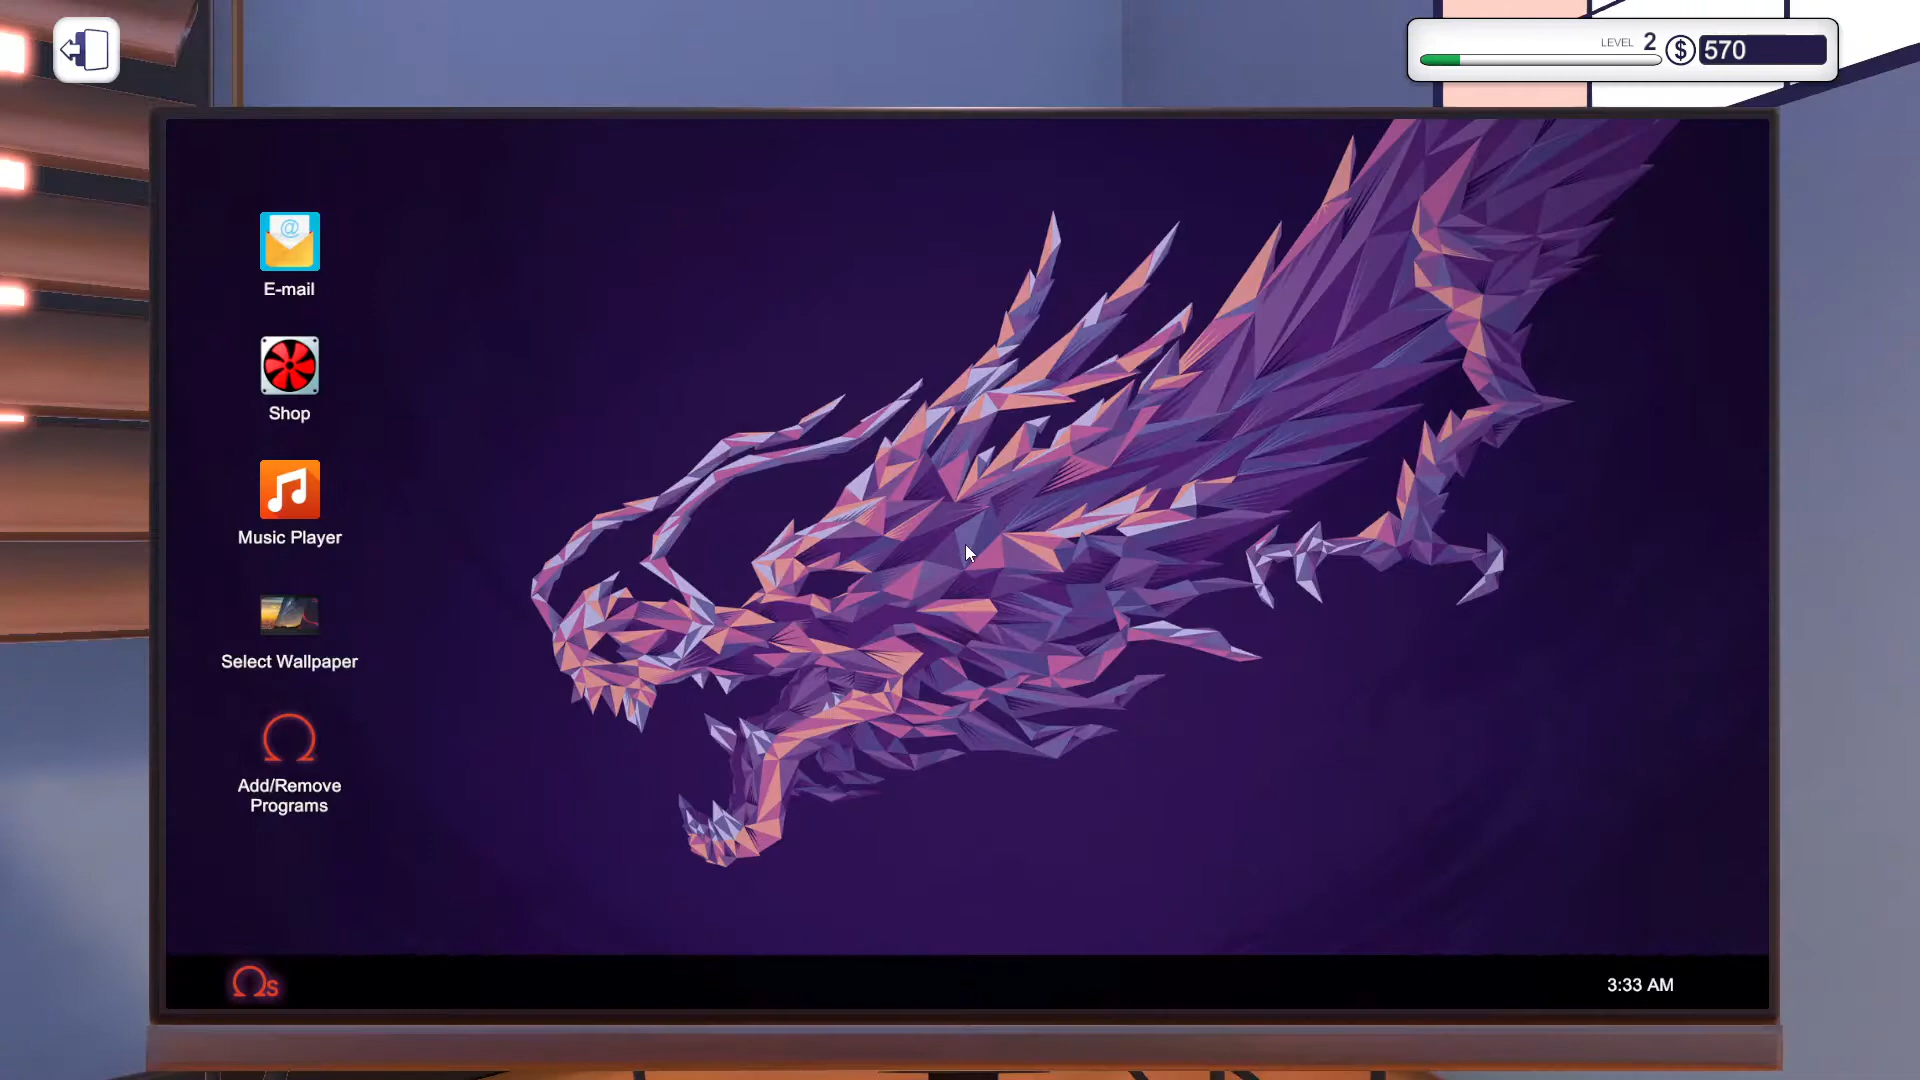 LEVEL 2
570
E-mail
Shop
Music Player
Select Wallpaper
Add/Remove
Programs
Ωs
3:33 AM